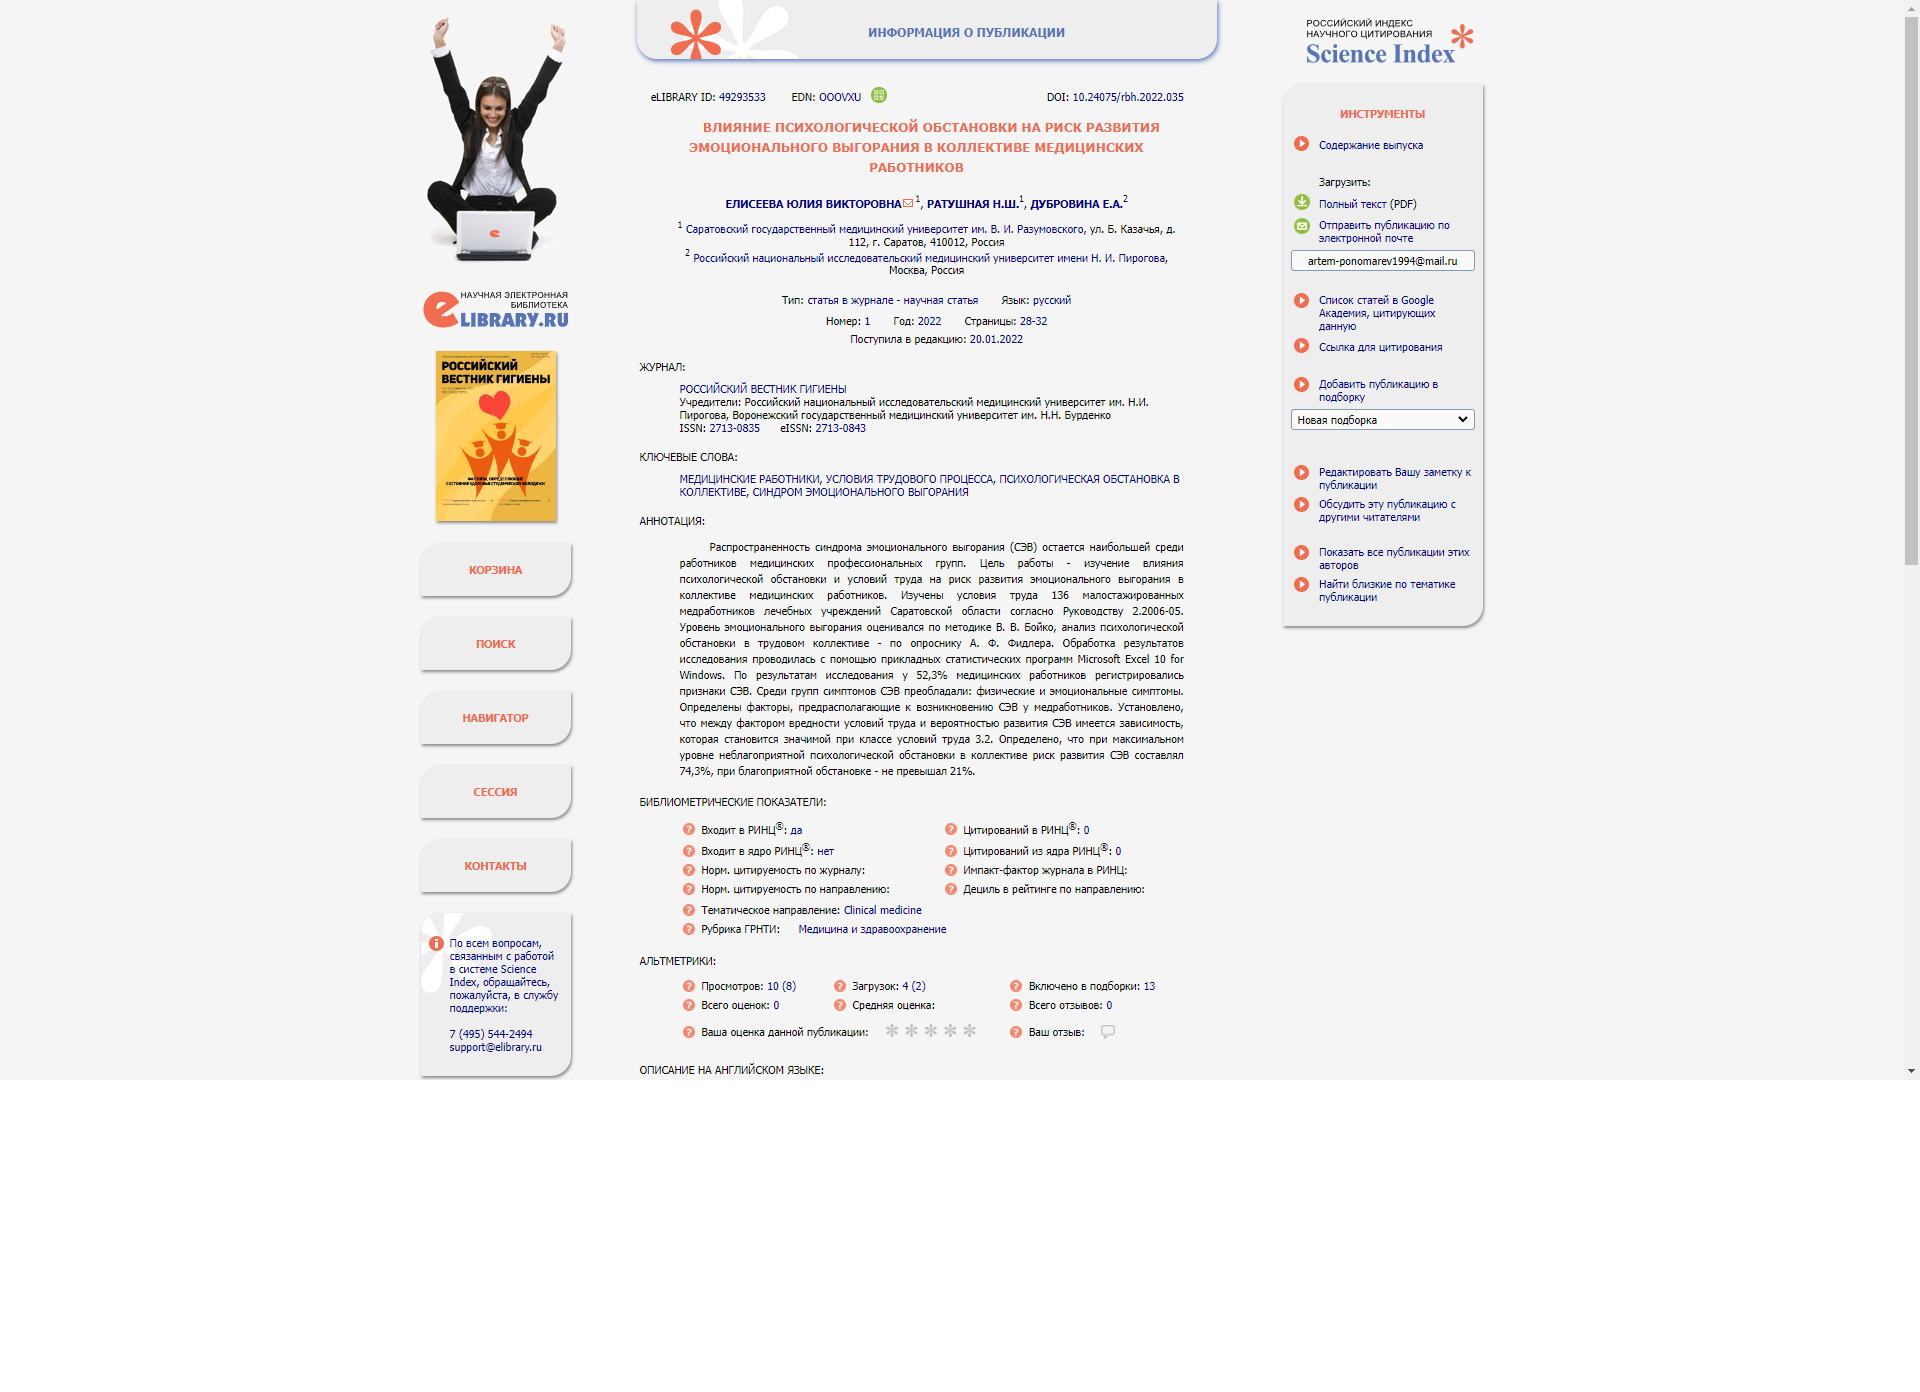 НАУЧНАЯ ЭЛЕКТРОННАЯ
БИБЛИОТЕКА
eLIBRARY.RU
РОССИЙСКИЙ
ВЕСТНИК ГИГИЕНЫ
ФАКТОРЫ, ОПРЕДЕЛЯЮЩИЕ
СОСТОЯНИЕ ЗДОРОВЬЯ СТУДЕНЧЕСКОЙ МОЛОДЕЖИ
КОРЗИНА
ПОИСК
НАВИГАТОР
СЕССИЯ
КОНТАКТЫ
По всем вопросам,
связанным с работой
в системе Science
Index, обращайтесь,
пожалуйста, в службу
поддержки:
7 (495) 544-2494
support@elibrary.ru
ИНФОРМАЦИЯ О ПУБЛИКАЦИИ
eLIBRARY ID: 49293533 EDN: OOOVXU DOI: 10.24075/rbh.2022.035
ВЛИЯНИЕ ПСИХОЛОГИЧЕСКОЙ ОБСТАНОВКИ НА РИСК РАЗВИТИЯ
ЭМОЦИОНАЛЬНОГО ВЫГОРАНИЯ В КОЛЛЕКТИВЕ МЕДИЦИНСКИХ
РАБОТНИКОВ
ЕЛИСЕЕВА ЮЛИЯ ВИКТОРОВНА 1, РАТУШНАЯ Н.Ш.1, ДУБРОВИНА Е.А.2
1 Саратовский государственный медицинский университет им. В. И. Разумовского, ул. Б. Казачья, д.
112, г. Саратов, 410012, Россия
2 Российский национальный исследовательский медицинский университет имени Н. И. Пирогова,
Москва, Россия
Тип: статья в журнале - научная статья Язык: русский
Номер: 1 Год: 2022 Страницы: 28-32
Поступила в редакцию: 20.01.2022
ЖУРНАЛ:
РОССИЙСКИЙ ВЕСТНИК ГИГИЕНЫ
Учредители: Российский национальный исследовательский медицинский университет им. Н.И.
Пирогова, Воронежский государственный медицинский университет им. Н.Н. Бурденко
ISSN: 2713-0835 eISSN: 2713-0843
КЛЮЧЕВЫЕ СЛОВА:
МЕДИЦИНСКИЕ РАБОТНИКИ, УСЛОВИЯ ТРУДОВОГО ПРОЦЕССА, ПСИХОЛОГИЧЕСКАЯ ОБСТАНОВКА В
КОЛЛЕКТИВЕ, СИНДРОМ ЭМОЦИОНАЛЬНОГО ВЫГОРАНИЯ
АННОТАЦИЯ:
Распространенность синдрома эмоционального выгорания (СЭВ) остается наибольшей среди
работников медицинских профессиональных групп. Цель работы - изучение влияния
психологической обстановки и условий труда на риск развития эмоционального выгорания в
коллективе медицинских работников. Изучены условия труда 136 малостажированных
медработников лечебных учреждений Саратовской области согласно Руководству 2.2006-05.
Уровень эмоционального выгорания оценивался по методике В. В. Бойко, анализ психологической
обстановки в трудовом коллективе - по опроснику А. Ф. Фидлера. Обработка результатов
исследования проводилась с помощью прикладных статистических программ Microsoft Excel 10 for
Windows. По результатам исследования у 52,3% медицинских работников регистрировались
признаки СЭВ. Среди групп симптомов СЭВ преобладали: физические и эмоциональные симптомы.
Определены факторы, предрасполагающие к возникновению СЭВ у медработников. Установлено,
что между фактором вредности условий труда и вероятностью развития СЭВ имеется зависимость,
которая становится значимой при классе условий труда 3.2. Определено, что при максимальном
уровне неблагоприятной психологической обстановки в коллективе риск развития СЭВ составлял
74,3%, при благоприятной обстановке - не превышал 21%.
БИБЛИОМЕТРИЧЕСКИЕ ПОКАЗАТЕЛИ:
Входит в РИНЦ®: да Цитирований в РИНЦ®: 0
Входит в ядро РИНЦ®: нет Цитирований из ядра РИНЦ®: 0
Норм. цитируемость по журналу: Импакт-фактор журнала в РИНЦ:
Норм. цитируемость по направлению: Дециль в рейтинге по направлению:
Тематическое направление: Clinical medicine
Рубрика ГРНТИ: Медицина и здравоохранение
АЛЬТМЕТРИКИ:
Просмотров: 10 (8) Загрузок: 4 (2) Включено в подборки: 13
Всего оценок: 0 Средняя оценка: Всего отзывов: 0
Ваша оценка данной публикации: Ваш отзыв:
ОПИСАНИЕ НА АНГЛИЙСКОМ ЯЗЫКЕ:
РОССИЙСКИЙ ИНДЕКС
НАУЧНОГО ЦИТИРОВАНИЯ
Science Index
ИНСТРУМЕНТЫ
Содержание выпуска
Загрузить:
Полный текст (PDF)
Отправить публикацию по
электронной почте
artem-ponomarev1994@mail.ru
Список статей в Google
Академия, цитирующих
данную
Ссылка для цитирования
Добавить публикацию в
подборку
Новая подборка
Редактировать Вашу заметку к
публикации
Обсудить эту публикацию с
другими читателями
Показать все публикации этих
авторов
Найти близкие по тематике
публикации